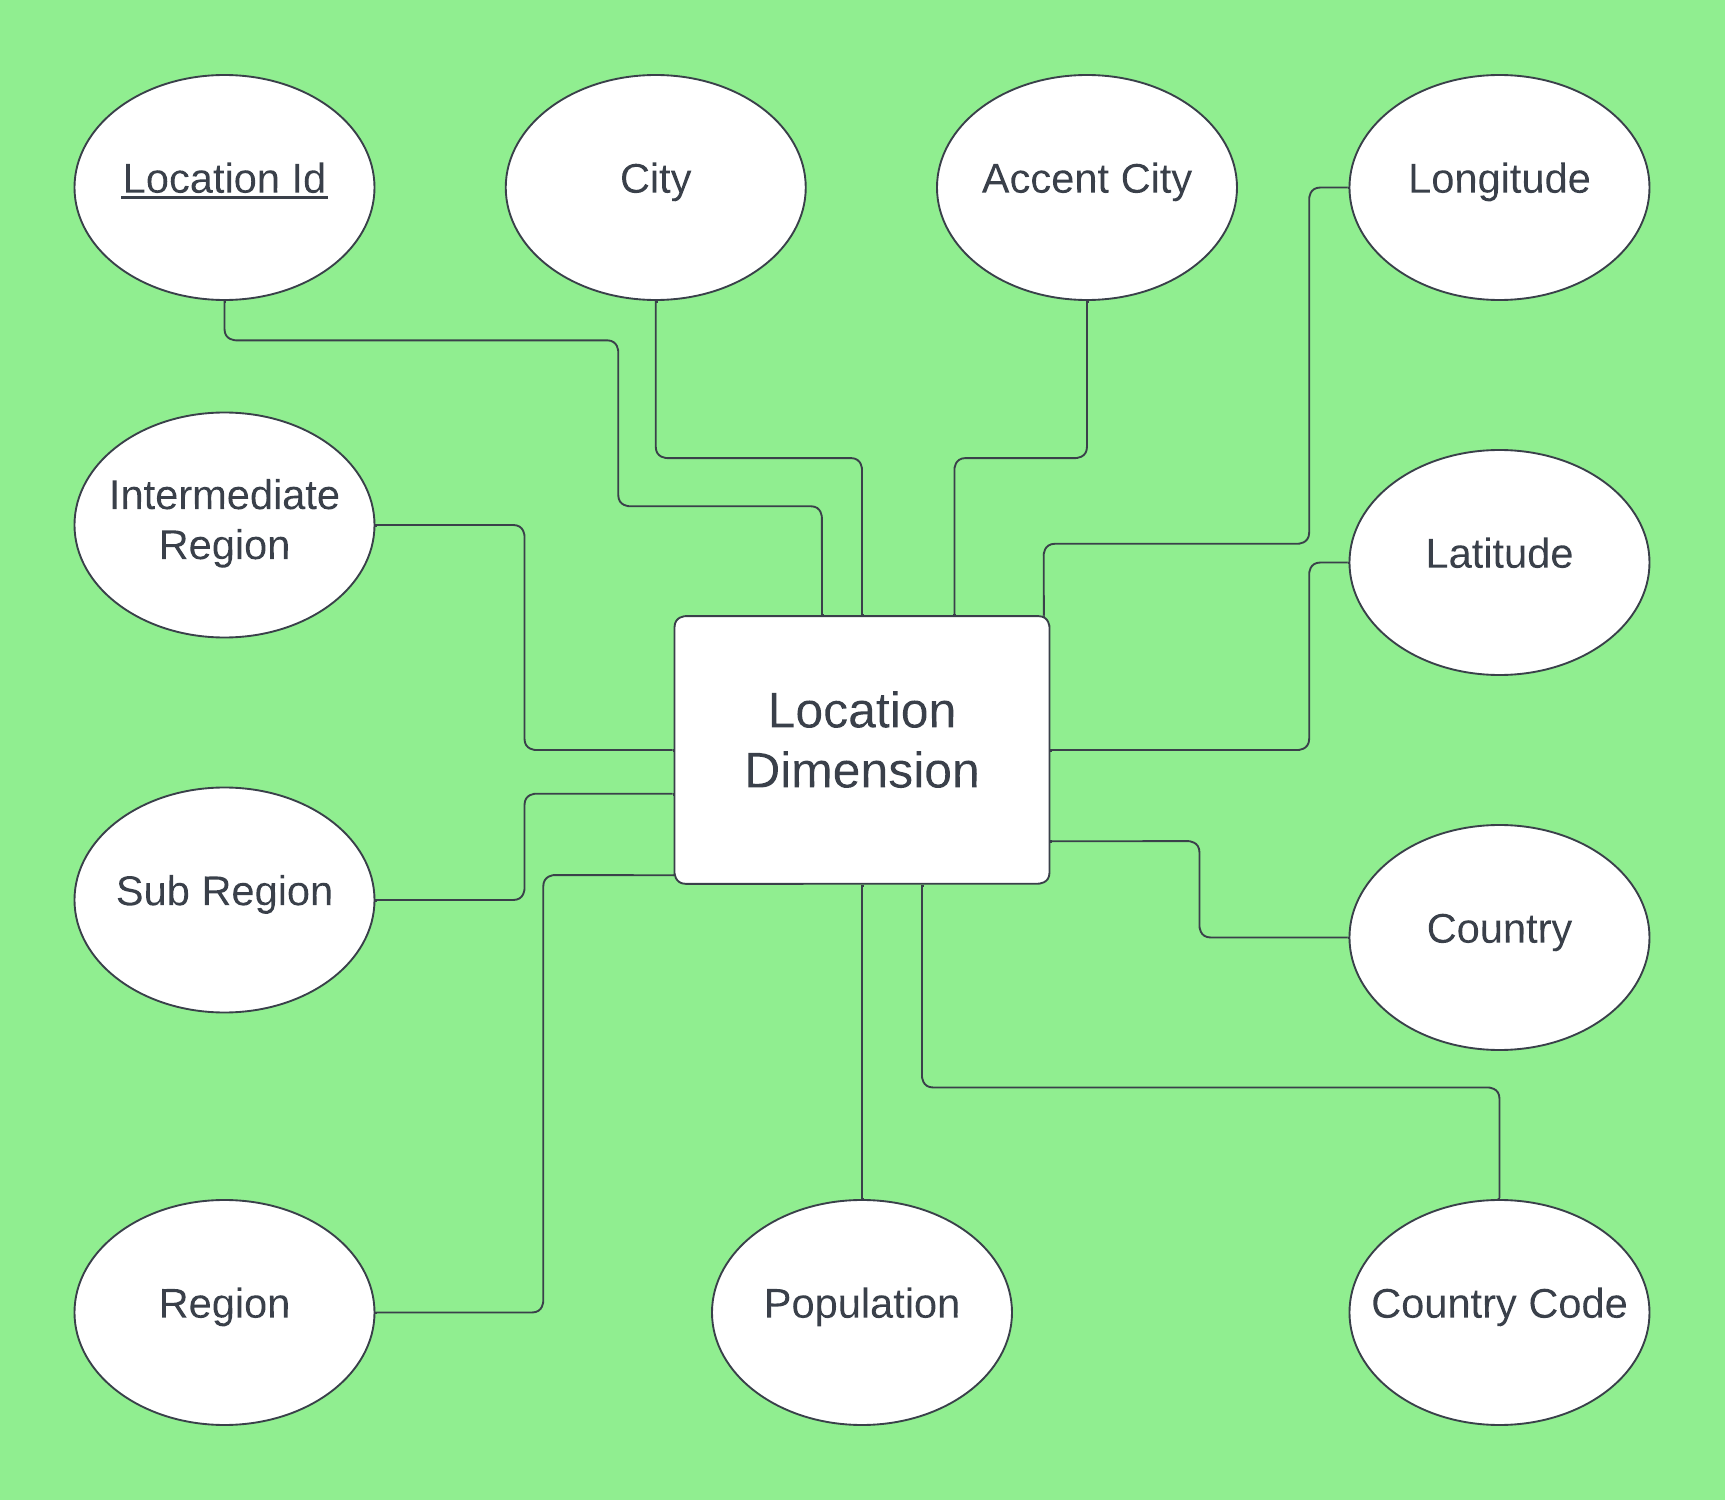 Location Id
City
Accent City
Longitude
Intermediate
Region
Latitude
Location
Dimension
Sub Region
Country
Region
Population
Country Code